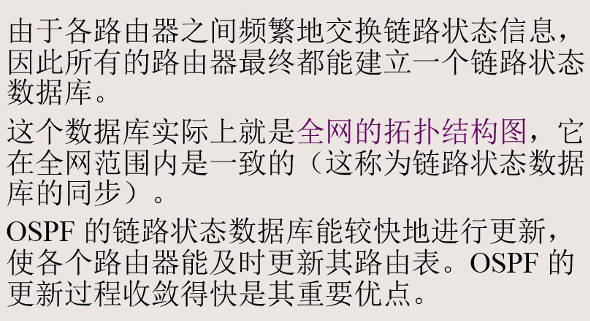 由于各路由器之间频繁地交换链路状态信息，
因此所有的路由器最终都能建立一个链路状态
数据库。
这个数据库实际上就是全网的拓扑结构图，它
在全网范围内是一致的（这称为链路状态数据
库的同步）。
OSPF 的链路状态数据库能较快地进行更新，
使各个路由器能及时更新其路由表。OSPF 的
更新过程收敛得快是其重要优点。